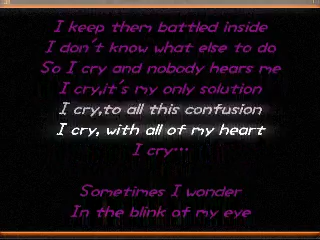 I keep them battled inside
I don't know what else to do
So I cry and nobody hears me
I cry,it's my only solution
I cry,to all this confusion
I cry, with all of my heart
I cry...
Sometimes I wonder
In the blink of my eye